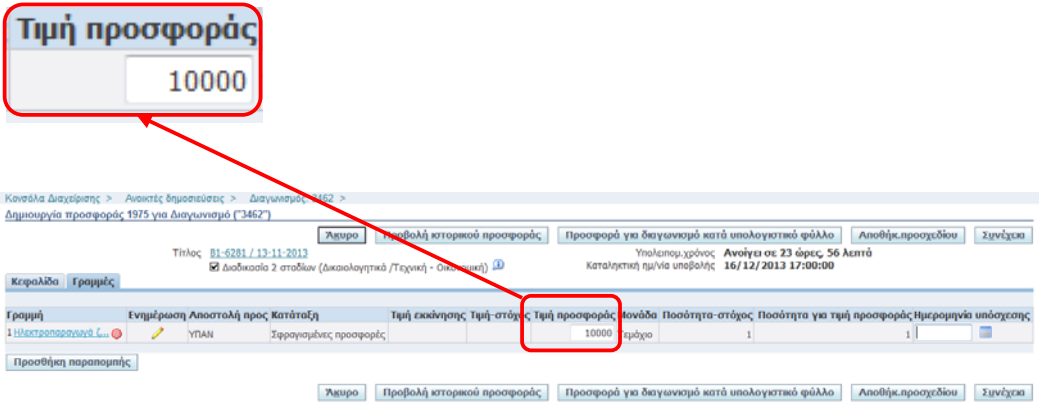 Τιμή προσφοράς
10000
Κονσόλα Διαχείρισης > Ανοικτές δημοσιεύσεις > Διαγωνισμός: 3462 >
Δημιουργία προσφοράς 1975 για Διαγωνισμό ("3462")
Άκυρο Προβολή ιστορικού προσφοράς Προσφορά για διαγωνισμό κατά υπολογιστικό φύλλο Αποθήκ.προσχεδίου Συνέχεια
Τίτλος 81-6281 / 13-11-2013 Υπολειπομ.χρόνος Ανοίγει σε 23 ώρες, 56 λεπτά
Διαδικασία 2 σταδίων (Δικαιολογητικά /Τεχνική - Οικονομική) Καταληκτική ημ/νία υποβολής 16/12/2013 17:00:00
Κεφαλίδα Γραμμές
Γραμμή Ενημέρωση Αποστολή προς Κατάταξη Τιμή εκκίνησης Τιμή-στόχος Τιμή προσφοράς Μονάδα Ποσότητα-στόχος Ποσότητα για τιμή προσφοράς Ημερομηνία υπόσχεσης
1 Ηλεκτροπαραγωγά ζ... ΥΠΑΝ Σφραγισμένες προσφορές 10000 Τεμάχιο 1 1
Προσθήκη παραπομπής
Άκυρο Προβολή ιστορικού προσφοράς Προσφορά για διαγωνισμό κατά υπολογιστικό φύλλο Αποθήκ.προσχεδίου Συνέχεια